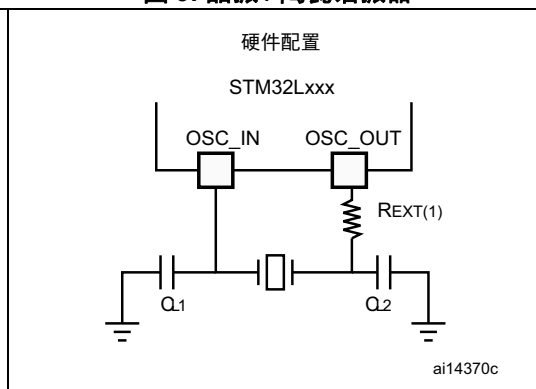 硬件配置
STM32Lxxx
OSC_IN OSC_OUT
REXT(1)
CL1 CL2
ai14370c